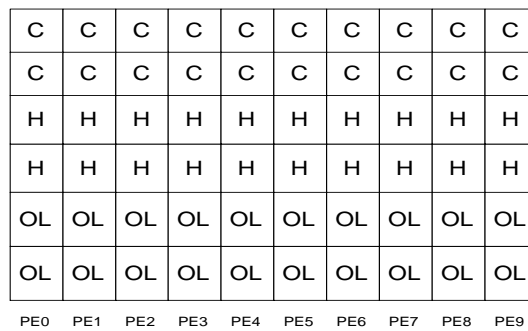 C C C C C C C C C C
C C C C C C C C C C
H H H H H H H H H H
H H H H H H H H H H
OL OL OL OL OL OL OL OL OL OL
OL OL OL OL OL OL OL OL OL OL
PE0 PE1 PE2 PE3 PE4 PE5 PE6 PE7 PE8 PE9